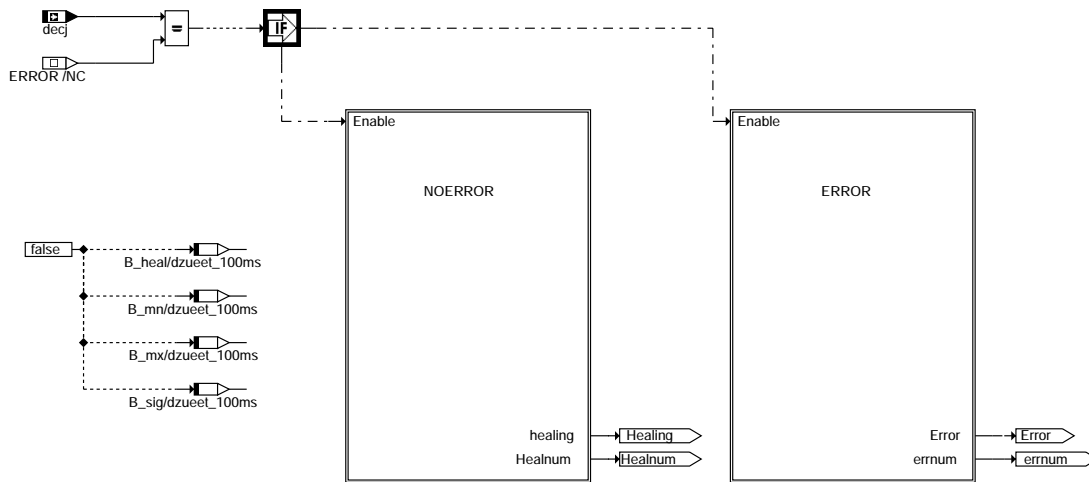 decj
=
IF
ERROR /NC
Enable
Enable
NOERROR
ERROR
false
B_heal/dzueet_100ms
B_mn/dzueet_100ms
B_mx/dzueet_100ms
B_sig/dzueet_100ms
healing
Healing
Error
Error
Healnum
Healnum
errnum
errnum